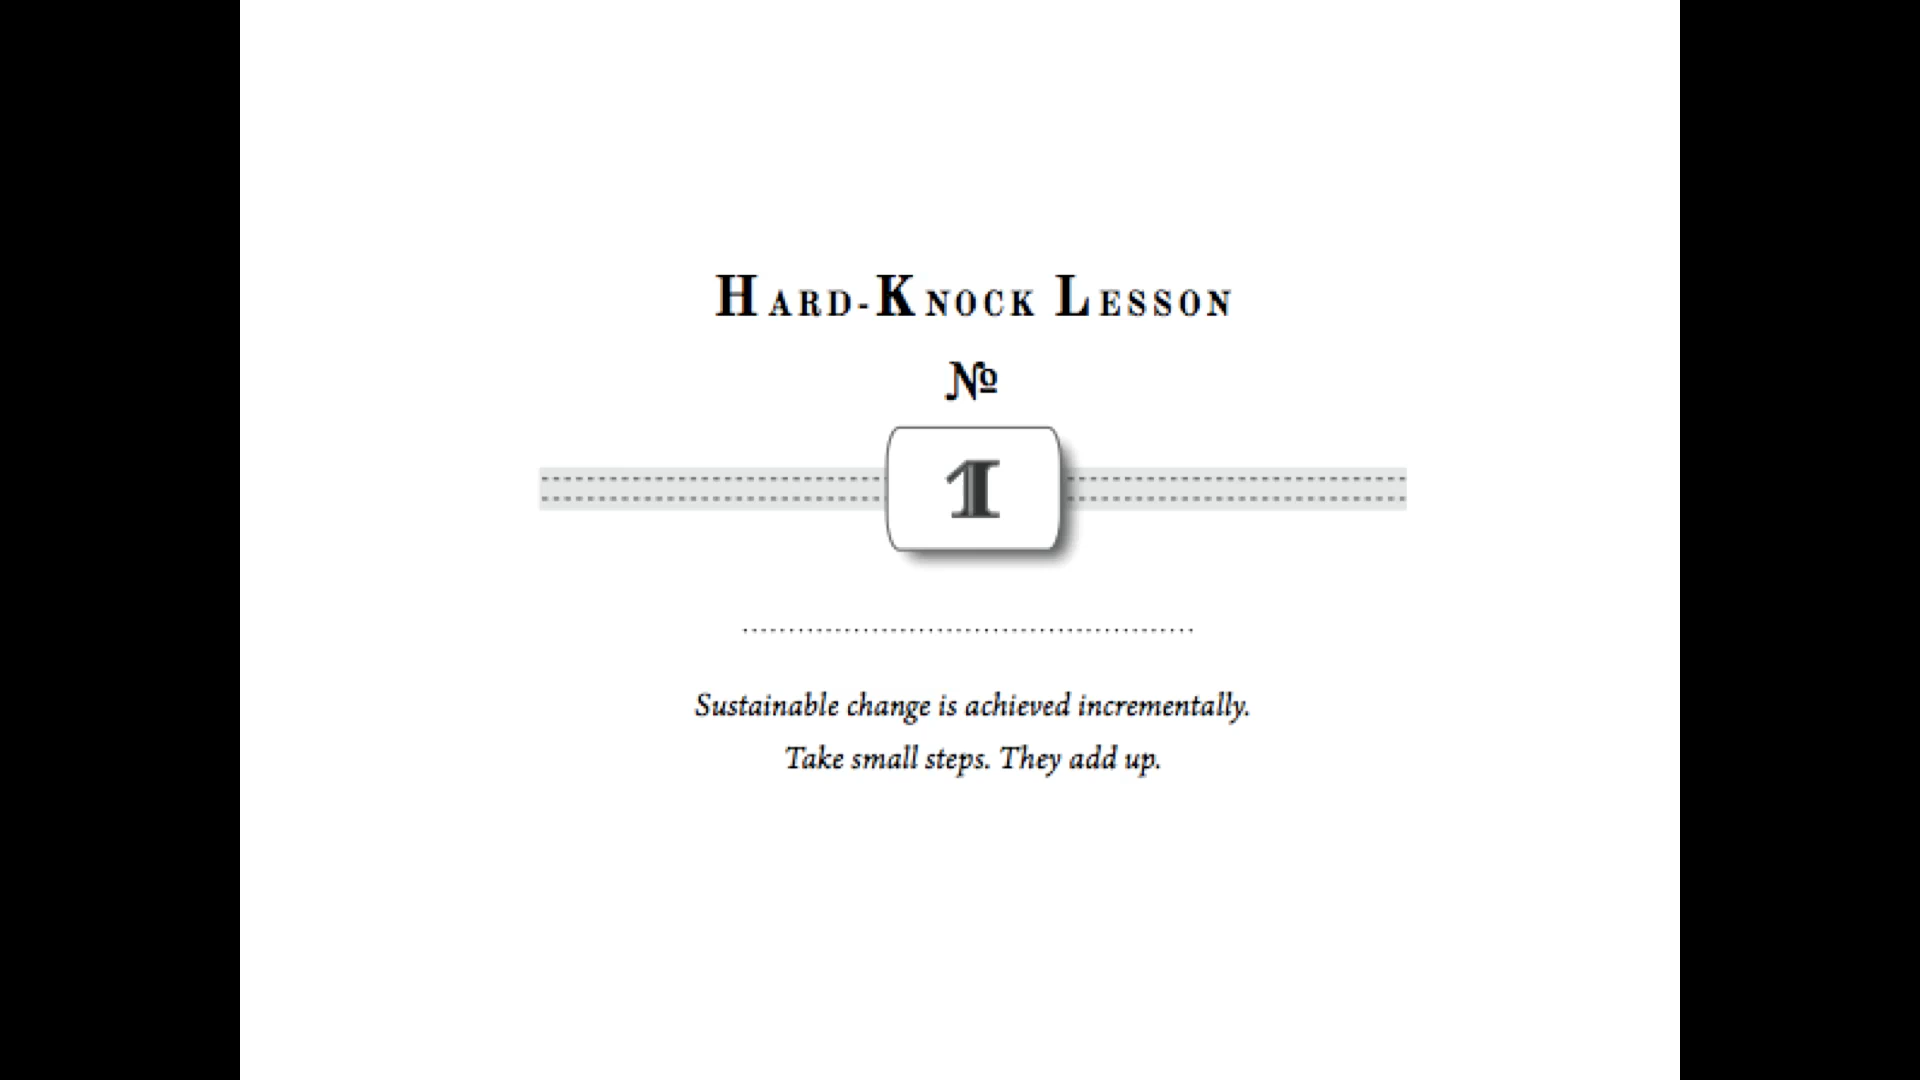 HARD-KNOCK LESSON
№
1
Sustainable change is achieved incrementally.
Take small steps. They add up.